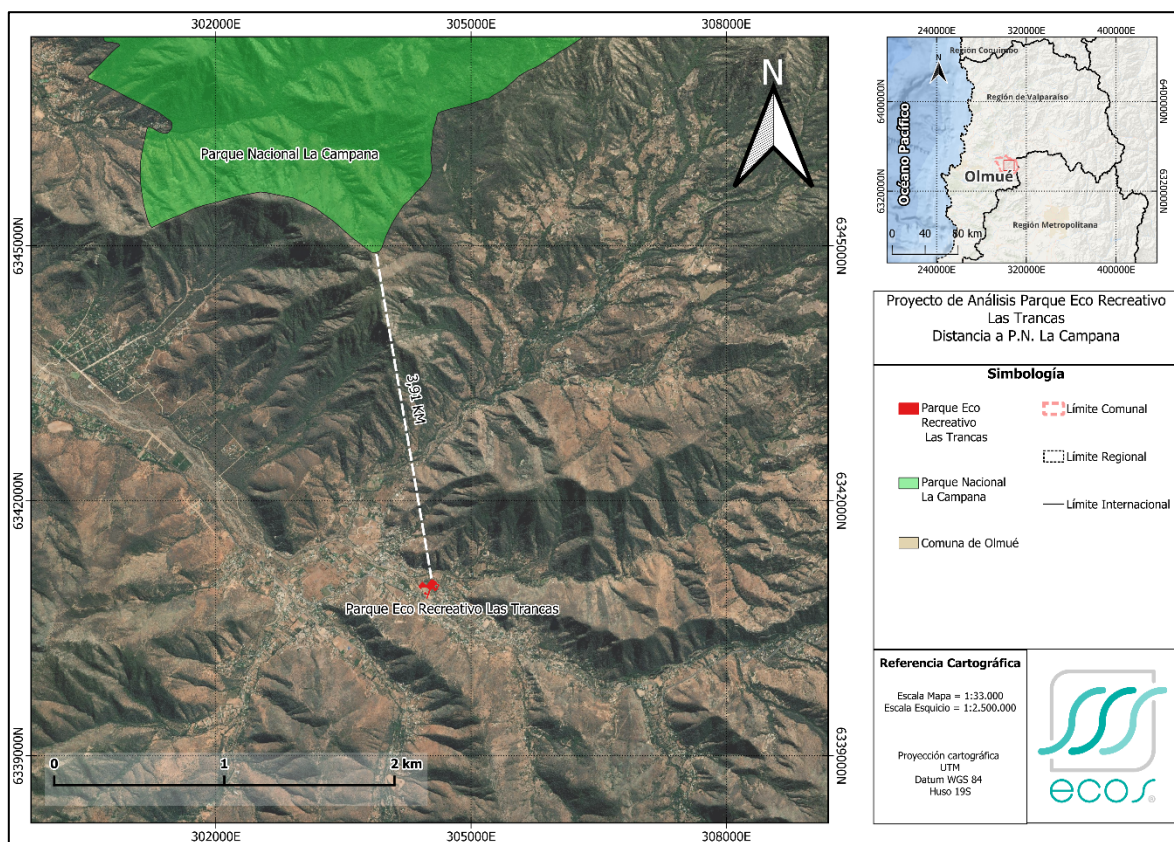 302000E 305000E 308000E
6345000N
6342000N
6339000N
Parque Nacional La Campana
N
3,91 KM
Parque Eco Recreativo Las Trancas
0 1 2 km
6345000N
6342000N
6339000N
302000E 305000E 308000E
240000E 320000E 400000E
Región Coquimbo
N
Región de Valparaíso
Océano Pacífico
Olmué
Región Metropolitana
0 40 80 km
6400000N
6320000N
6400000N
6320000N
240000E 320000E 400000E
Proyecto de Análisis Parque Eco Recreativo
Las Trancas
Distancia a P.N. La Campana
Simbología
Parque Eco
Recreativo
Las Trancas
Límite Comunal
Límite Regional
Parque Nacional
La Campana
Límite Internacional
Comuna de Olmué
Referencia Cartográfica
Escala Mapa = 1:33.000
Escala Esquicio = 1:2.500.000
Proyección cartográfica
UTM
Datum WGS 84
Huso 19S
ecos®